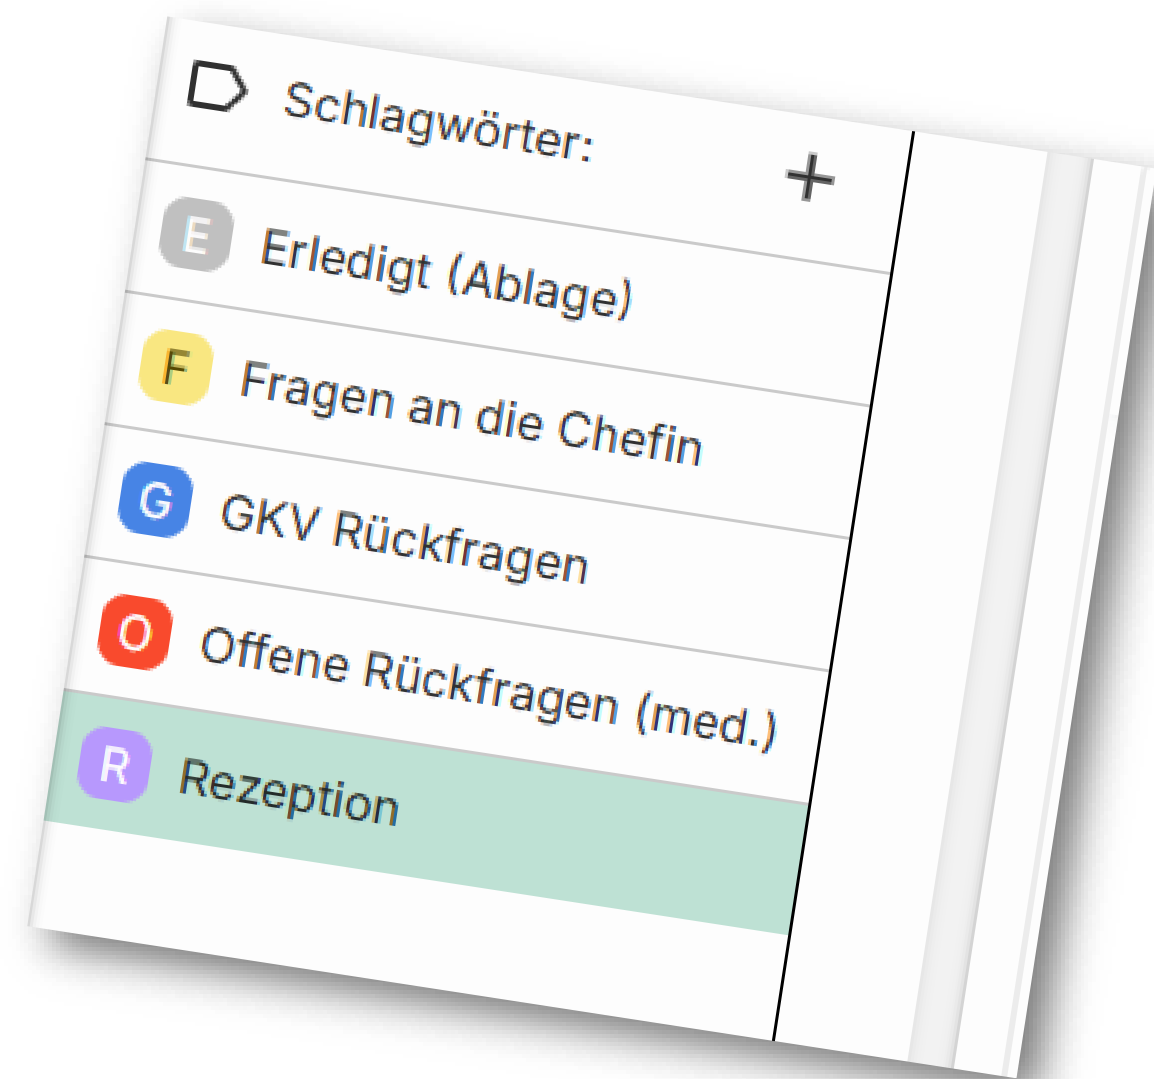 Schlagwörter: +
E Erledigt (Ablage)
F Fragen an die Chefin
G GKV Rückfragen
O Offene Rückfragen (med.)
R Rezeption